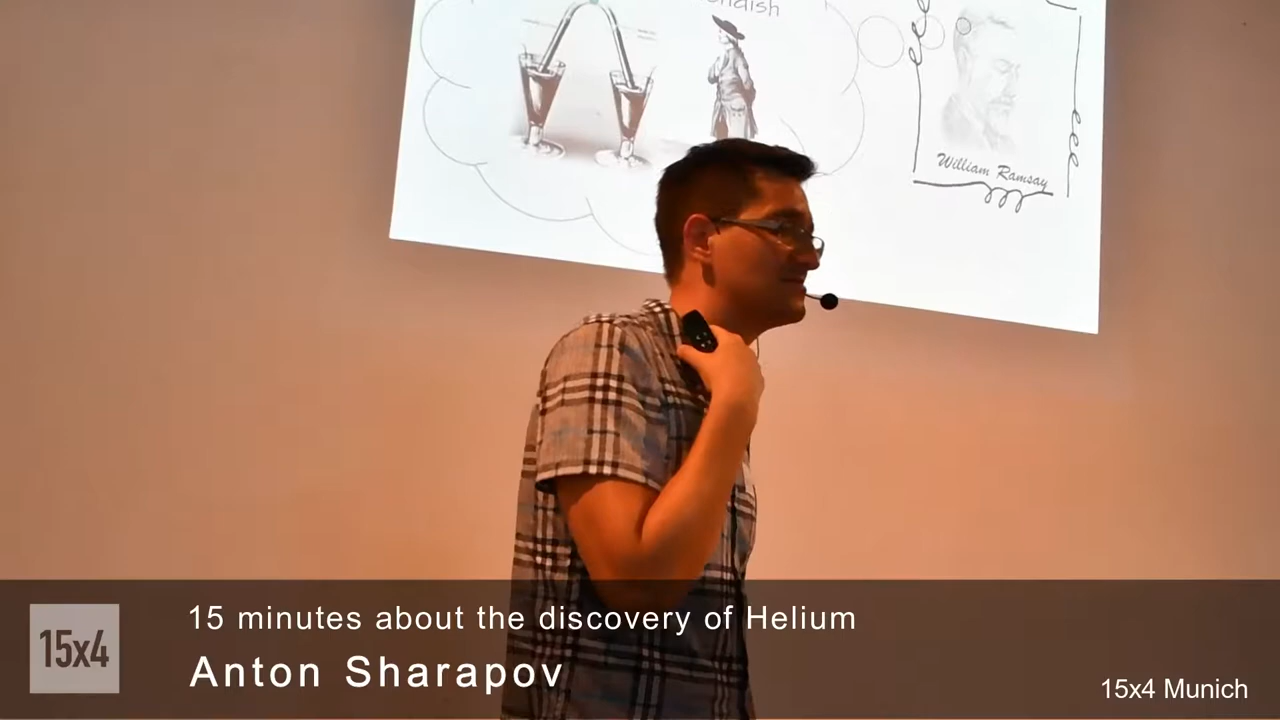 William Ramsay
15 minutes about the discovery of Helium
15x4
Anton Sharapov
15x4 Munich